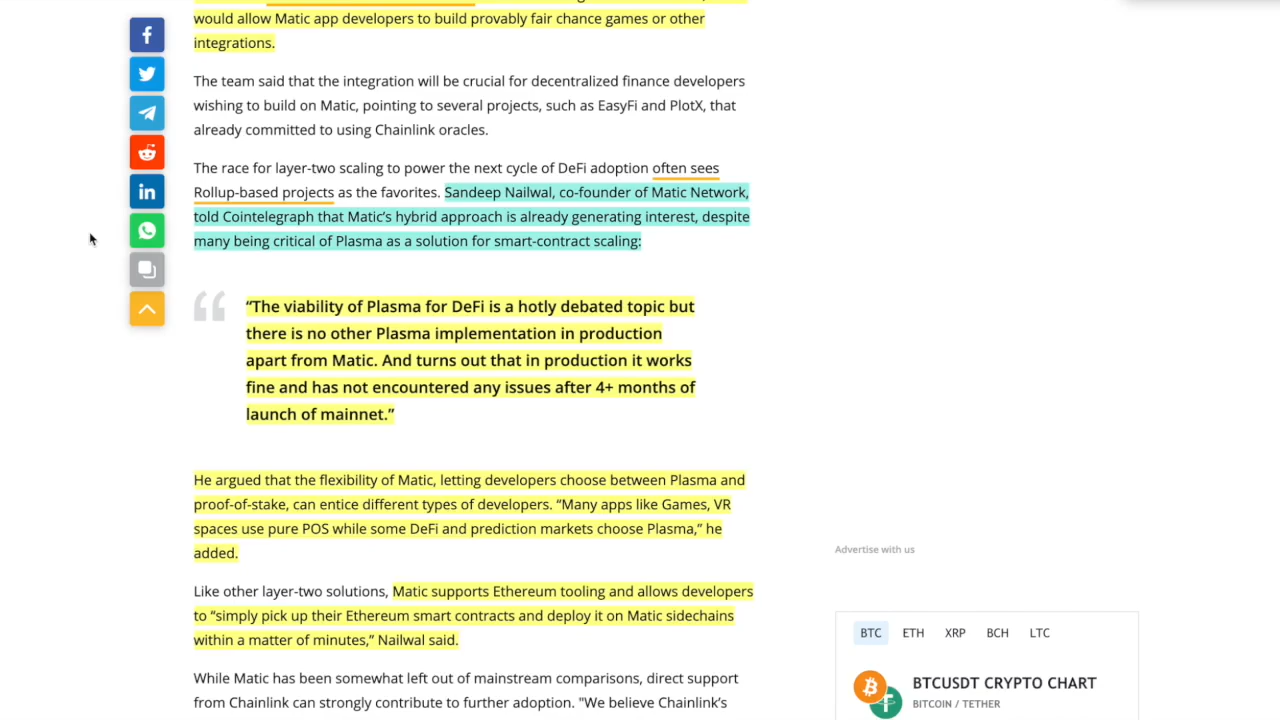 would allow Matic app developers to build provably fair chance games or other
integrations.
The team said that the integration will be crucial for decentralized finance developers
wishing to build on Matic, pointing to several projects, such as EasyFi and PlotX, that
already committed to using Chainlink oracles.
The race for layer-two scaling to power the next cycle of DeFi adoption often sees
Rollup-based projects as the favorites. Sandeep Nailwal, co-founder of Matic Network,
told Cointelegraph that Matic’s hybrid approach is already generating interest, despite
many being critical of Plasma as a solution for smart-contract scaling:
“The viability of Plasma for DeFi is a hotly debated topic but
there is no other Plasma implementation in production
apart from Matic. And turns out that in production it works
fine and has not encountered any issues after 4+ months of
launch of mainnet.”
He argued that the flexibility of Matic, letting developers choose between Plasma and
proof-of-stake, can entice different types of developers. “Many apps like Games, VR
spaces use pure POS while some DeFi and prediction markets choose Plasma,” he
added.
Like other layer-two solutions, Matic supports Ethereum tooling and allows developers
to “simply pick up their Ethereum smart contracts and deploy it on Matic sidechains
within a matter of minutes,” Nailwal said.
While Matic has been somewhat left out of mainstream comparisons, direct support
from Chainlink can strongly contribute to further adoption. "We believe Chainlink’s
Advertise with us
BTC ETH XRP BCH LTC
BTCUSDT CRYPTO CHART
BITCOIN / TETHER